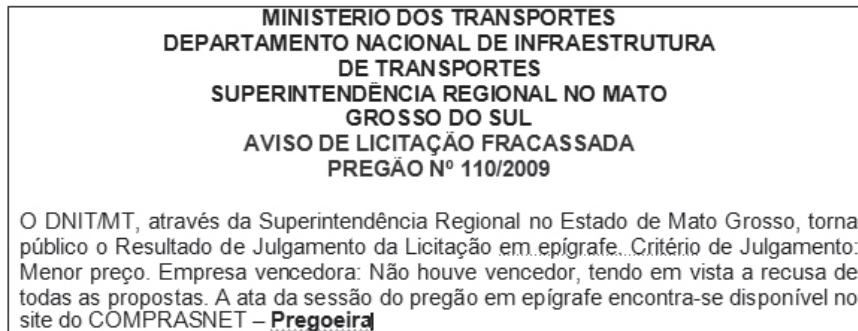 MINISTERIO DOS TRANSPORTES
DEPARTAMENTO NACIONAL DE INFRAESTRUTURA
DE TRANSPORTES
SUPERINTENDÊNCIA REGIONAL NO MATO
GROSSO DO SUL
AVISO DE LICITAÇÃO FRACASSADA
PREGÃO Nº 110/2009
O DNIT/MT, através da Superintendência Regional no Estado de Mato Grosso, torna
público o Resultado de Julgamento da Licitação em epígrafe. Critério de Julgamento:
Menor preço. Empresa vencedora: Não houve vencedor, tendo em vista a recusa de
todas as propostas. A ata da sessão do pregão em epígrafe encontra-se disponível no
site do COMPRASNET – Pregoeira